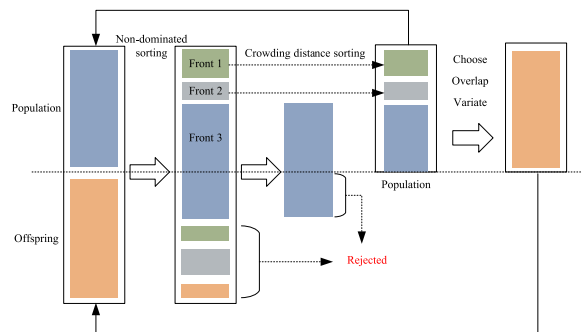 Non-dominated
sorting
Crowding distance sorting
Front 1
Front 2
Front 3
Population
Offspring
Population
Choose
Overlap
Variate
Rejected